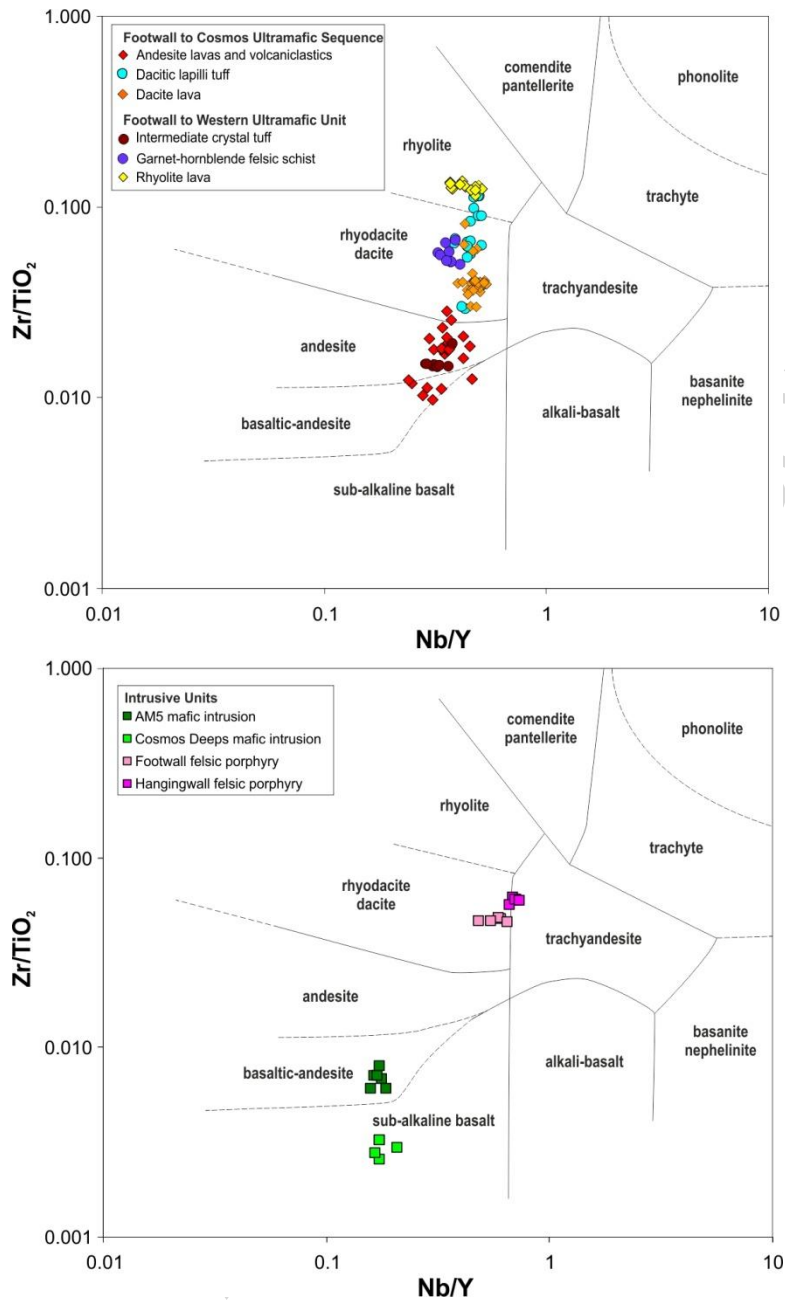 1.000
0.100
0.010
0.001
Zr/TiO2
Footwall to Cosmos Ultramafic Sequence
Andesite lavas and volcaniclastics
Dacitic lapilli tuff
Dacite lava
Footwall to Western Ultramafic Unit
Intermediate crystal tuff
Garnet-hornblende felsic schist
Rhyolite lava
comendite
pantellerite
phonolite
rhyolite
trachyte
rhyodacite
dacite
trachyandesite
andesite
basaltic-andesite
alkali-basalt
basanite
nephelinite
sub-alkaline basalt
0.01
0.1
1
10
Nb/Y
1.000
0.100
0.010
0.001
Zr/TiO2
Intrusive Units
AM5 mafic intrusion
Cosmos Deeps mafic intrusion
Footwall felsic porphyry
Hangingwall felsic porphyry
comendite
pantellerite
phonolite
rhyolite
trachyte
rhyodacite
dacite
trachyandesite
andesite
basaltic-andesite
alkali-basalt
basanite
nephelinite
sub-alkaline basalt
0.01
0.1
1
10
Nb/Y